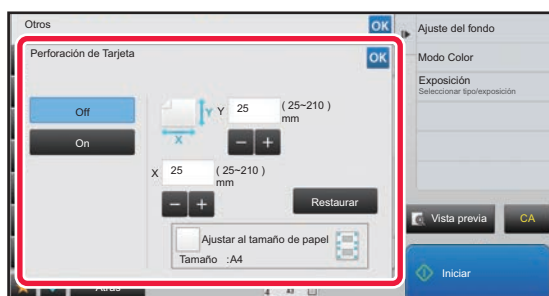 Otros
OK
Perforación de Tarjeta
OK
Off
On
Y
Y
25
( 25~210 )
mm
X
X
25
( 25~210 )
mm
Restaurar
Ajustar al tamaño de papel
Tamaño :A4
Atrás
Ajuste del fondo
Modo Color
Exposición
Seleccionar tipo/exposición
Vista previa
CA
Iniciar